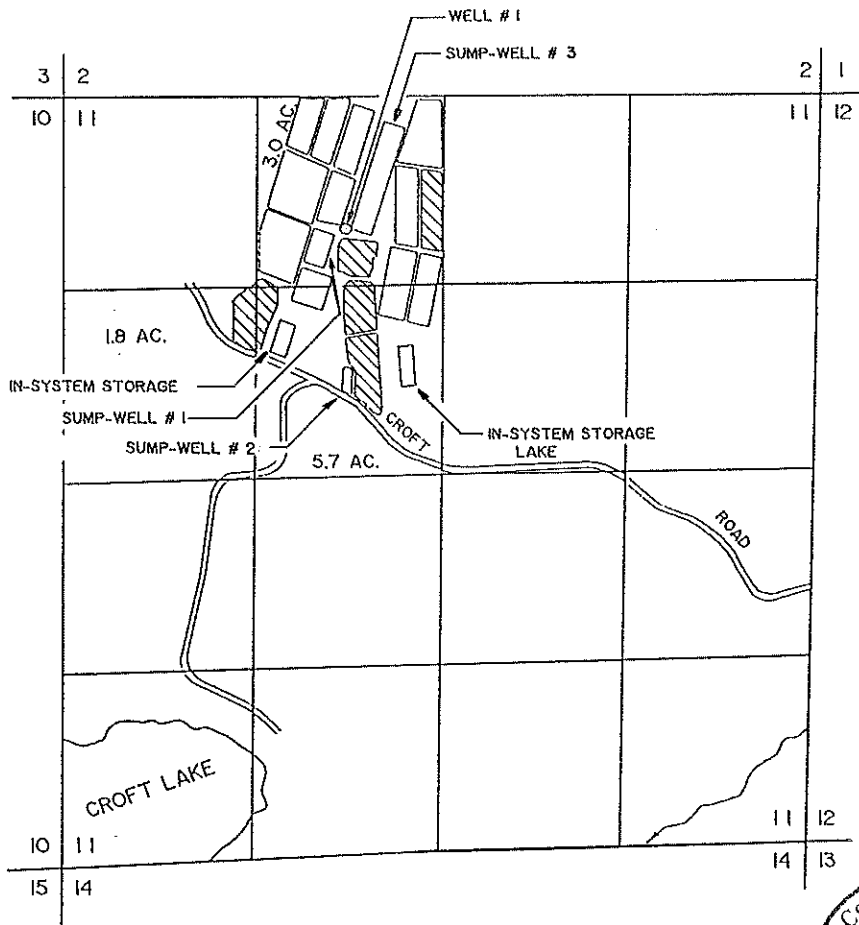 WELL # 1
SUMP-WELL # 3
3 2
2 1
10 11
11 12
3.0 AC.
1.8 AC.
IN-SYSTEM STORAGE
SUMP-WELL # 1
SUMP-WELL # 2
CROFT
IN-SYSTEM STORAGE
LAKE
5.7 AC.
ROAD
CROFT LAKE
10 11
11 12
15 14
14 13